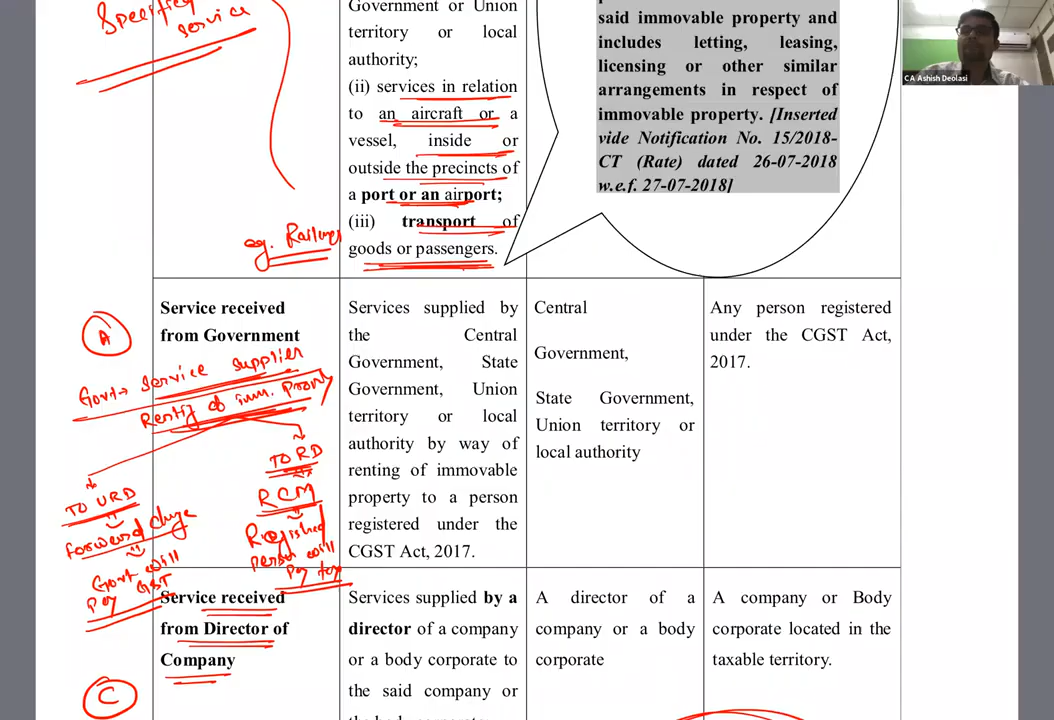 Specified
service
Government or Union
territory or local
authority;
(ii) services in relation
to an aircraft or a
vessel, inside or
outside the precincts of
a port or an airport;
(iii) transport of
goods or passengers.
eg. Railways
said immovable property and
includes letting, leasing,
licensing or other similar
arrangements in respect of
immovable property. [Inserted
vide Notification No. 15/2018-
CT (Rate) dated 26-07-2018
w.e.f. 27-07-2018]
CA Ashish Deolasi
A
Service received
from Government
Govt → Service supplier
Renting of imm. Property
TO RD
RCM
Registered
person will
pay tax
TO URD
Forward charge
Govt will
pay GST
Services supplied by
the Central
Government, State
Government, Union
territory or local
authority by way of
renting of immovable
property to a person
registered under the
CGST Act, 2017.
Central
Government,
State Government,
Union territory or
local authority
Any person registered
under the CGST Act,
2017.
C
Service received
from Director of
Company
Services supplied by a
director of a company
or a body corporate to
the said company or
A director of a
company or a body
corporate
A company or Body
corporate located in the
taxable territory.